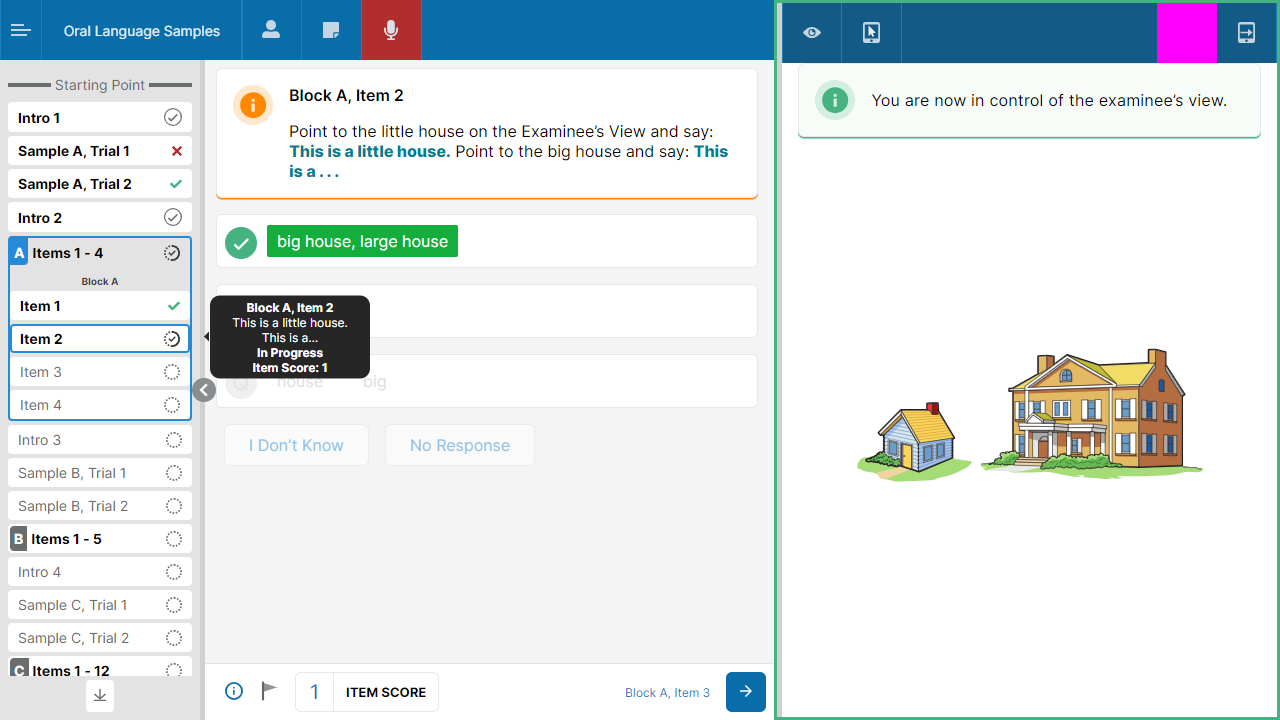 Oral Language Samples
Starting Point
Intro 1
Sample A, Trial 1
Sample A, Trial 2
Intro 2
A Items 1 - 4
Block A
Item 1
Item 2
Item 3
Item 4
Intro 3
Sample B, Trial 1
Sample B, Trial 2
B Items 1 - 5
Intro 4
Sample C, Trial 1
Sample C, Trial 2
C Items 1 - 12
Block A, Item 2
Point to the little house on the Examinee’s View and say:
This is a little house. Point to the big house and say: This
is a . . .
big house, large house
Block A, Item 2
This is a little house.
This is a...
In Progress
Item Score: 1
Q house big
I Don’t Know
No Response
1 ITEM SCORE
Block A, Item 3
You are now in control of the examinee’s view.